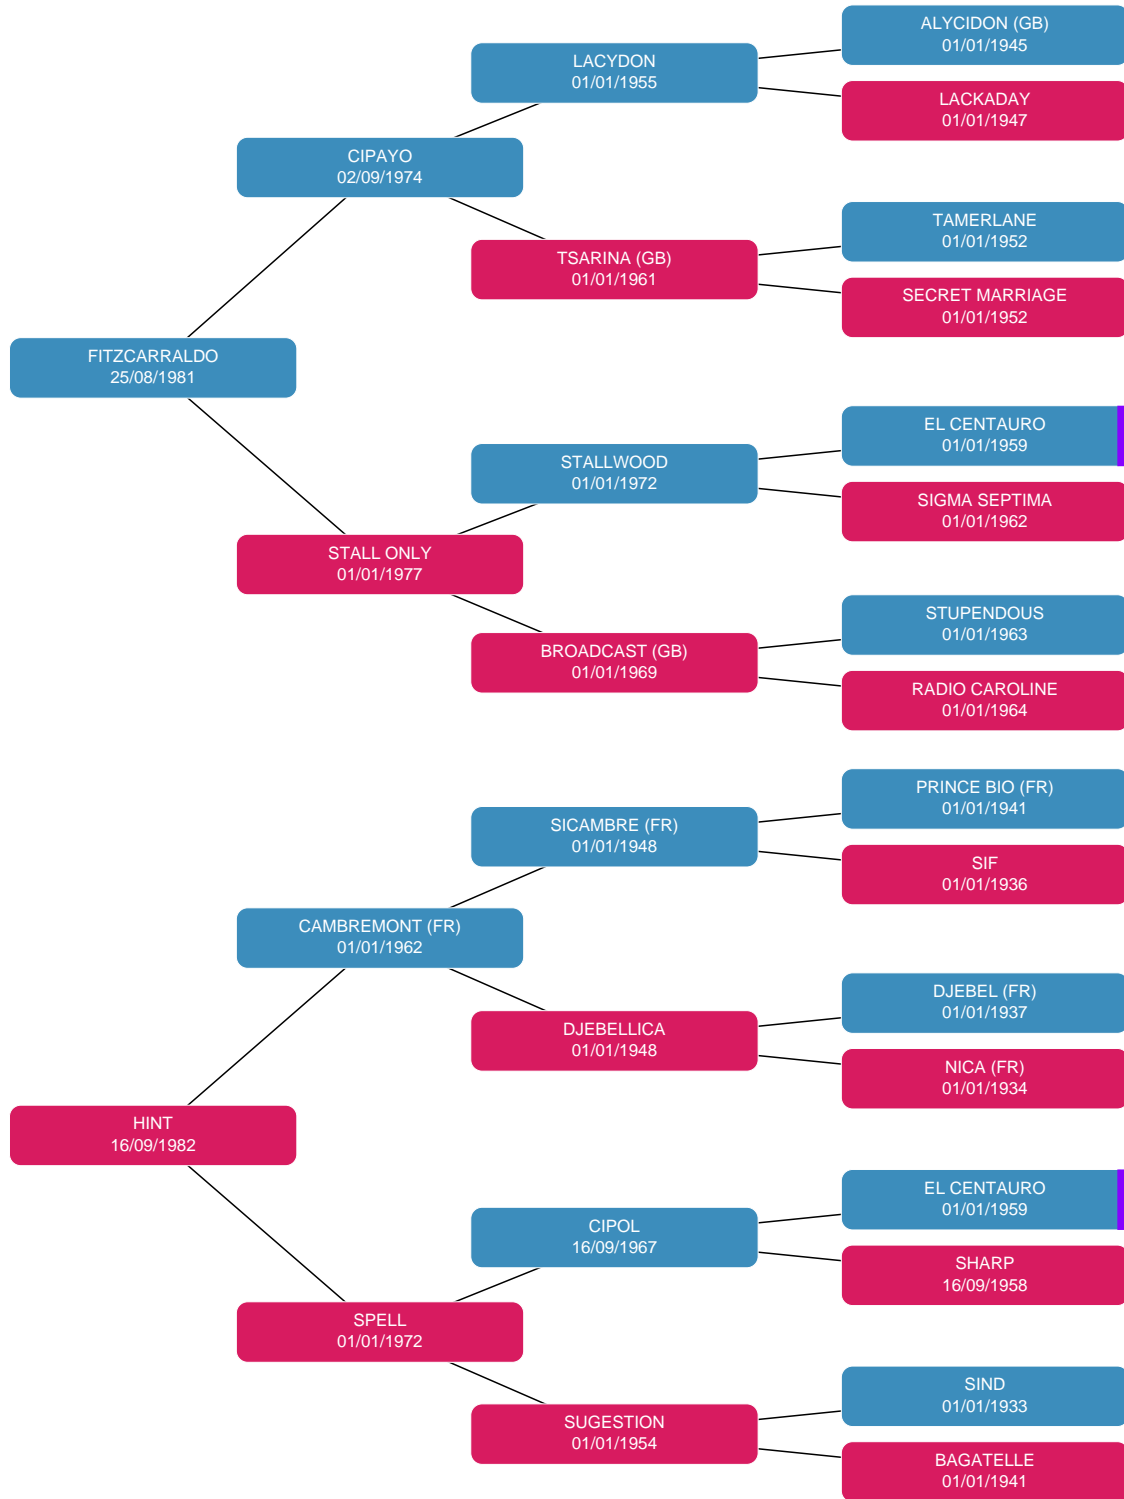 ALYCIDON (GB)
01/01/1945
LACYDON
01/01/1955
LACKADAY
01/01/1947
CIPAYO
02/09/1974
TAMERLANE
01/01/1952
TSARINA (GB)
01/01/1961
SECRET MARRIAGE
01/01/1952
FITZCARRALDO
25/08/1981
EL CENTAURO
01/01/1959
STALLWOOD
01/01/1972
SIGMA SEPTIMA
01/01/1962
STALL ONLY
01/01/1977
STUPENDOUS
01/01/1963
BROADCAST (GB)
01/01/1969
RADIO CAROLINE
01/01/1964
PRINCE BIO (FR)
01/01/1941
SICAMBRE (FR)
01/01/1948
SIF
01/01/1936
CAMBREMONT (FR)
01/01/1962
DJEBEL (FR)
01/01/1937
DJEBELLICA
01/01/1948
NICA (FR)
01/01/1934
HINT
16/09/1982
EL CENTAURO
01/01/1959
CIPOL
16/09/1967
SHARP
16/09/1958
SPELL
01/01/1972
SIND
01/01/1933
SUGESTION
01/01/1954
BAGATELLE
01/01/1941